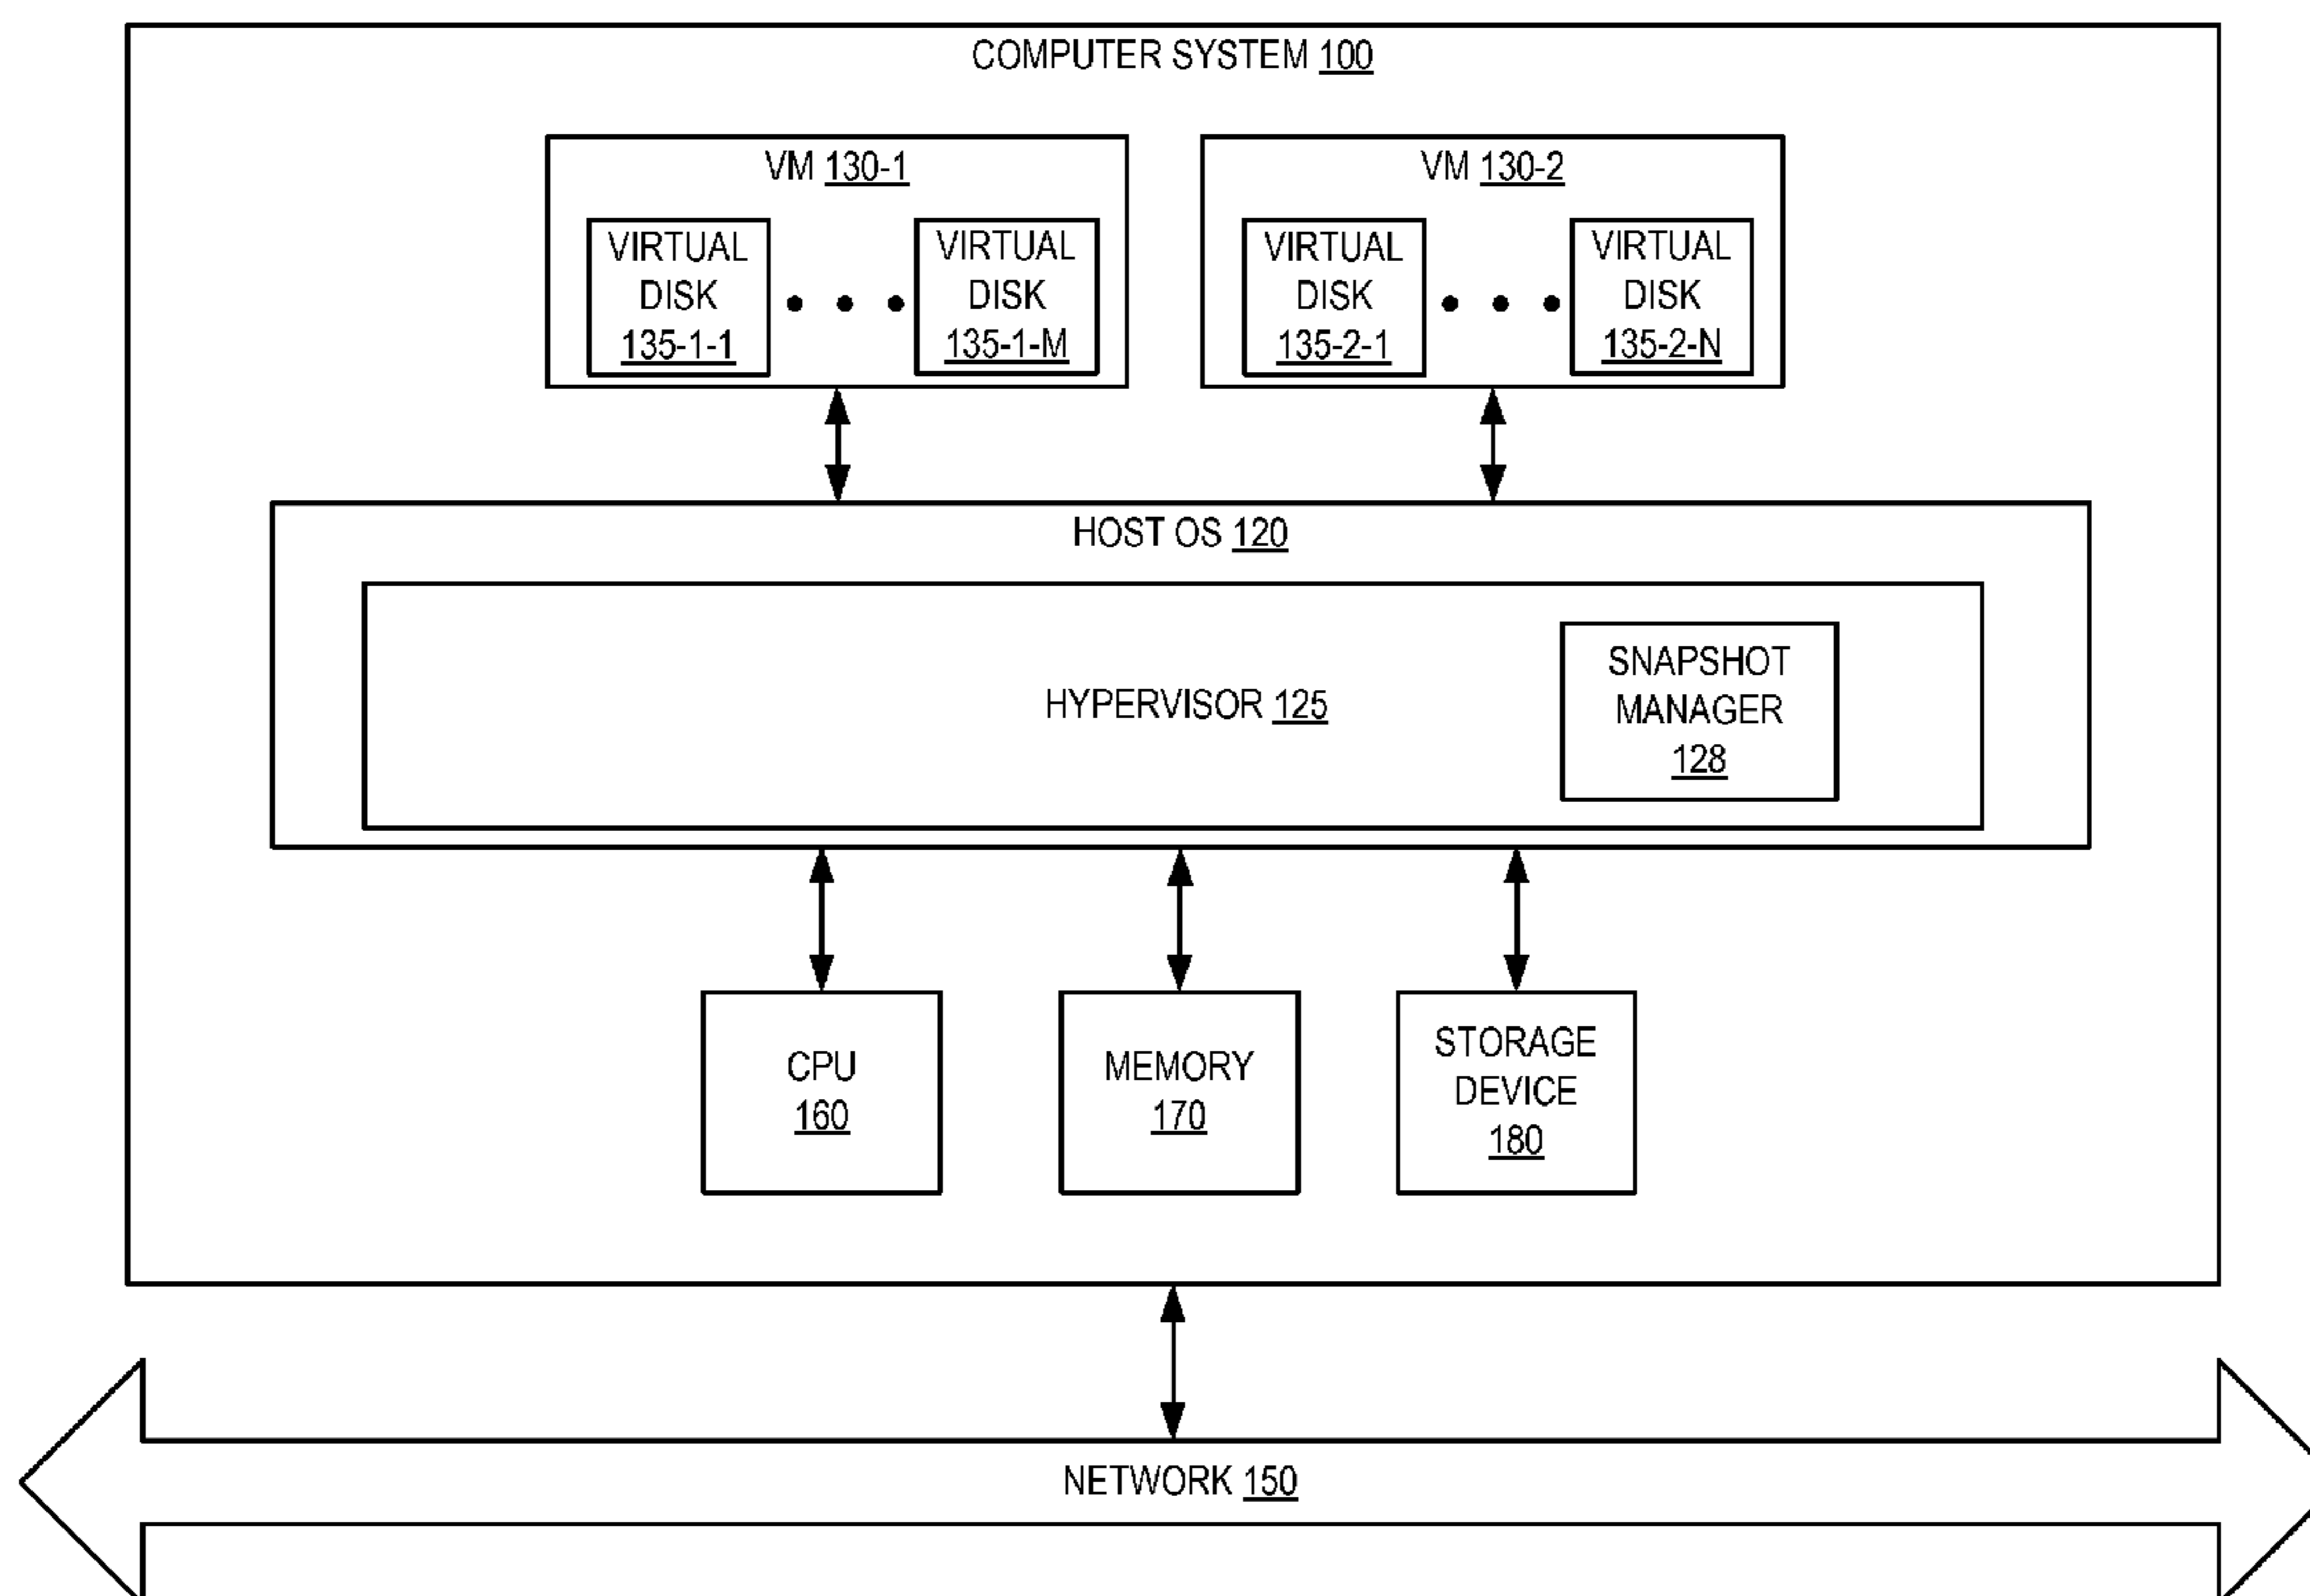 COMPUTER SYSTEM 100
VM 130-1
VIRTUAL
DISK
135-1-1
VIRTUAL
DISK
135-1-M
VM 130-2
VIRTUAL
DISK
135-2-1
VIRTUAL
DISK
135-2-N
HOST OS 120
HYPERVISOR 125
SNAPSHOT
MANAGER
128
CPU
160
MEMORY
170
STORAGE
DEVICE
180
NETWORK 150